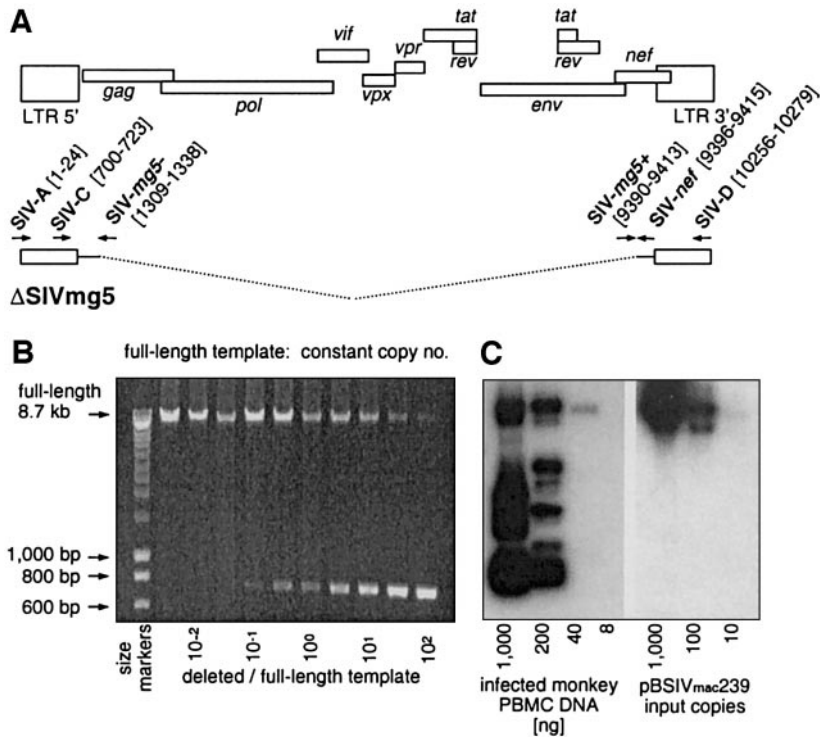 A
tat
tat
vif
vpr
rev
rev
nef
vpx
gag
pol
env
LTR 5'
LTR 3'
SIV-A [1-24]
SIV-C [700-723]
SIV-mg5-
[1309-1338]
SIV-mg5+
[9390-9413]
SIV-nef [9396-9415]
SIV-D [10256-10279]
ΔSIVmg5
B
full-length template: constant copy no.
full-length
8.7 kb
1,000 bp
800 bp
600 bp
size
markers
10-2
10-1
10⁰
10¹
10²
deleted / full-length template
C
1,000
200
40
8
1,000
100
10
infected monkey
PBMC DNA
[ng]
pBSIVmac239
input copies